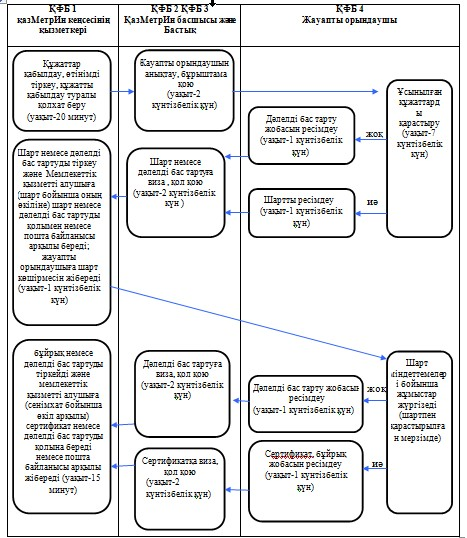 ҚФБ 1
ҚазМетрИн кеңсесінің
қызметкері
ҚФБ 2 ҚФБ 3
ҚазМетрИн басшысы және
Бастық
ҚФБ 4
Жауапты орындаушы
Құжаттар
қабылдау, өтінімді
тіркеу, құжатты
қабылдау туралы
қолхат беру
(уақыт-20 минут)
Жауапты орындаушын
анықтау, бұрыштама
қою
(уақыт-2
күнтізбелік күн)
Ұсынылған
құжаттард
ы
қарастыру
(уақыт-7
күнтізбелік
күн)
Дәлелді бас тарту
жобасын ресімдеу
(уақыт-1 күнтізбелік
күн)
жоқ
Шарт немесе дәлелді
бас тартуды тіркеу
және Мемлекеттік
қызметті алушыға
(шарт бойынша оның
өкіліне) шарт немесе
дәлелді бас тартуды
қолымен немесе
пошта байланысы
арқылы береді;
жауапты
орындаушыға шарт
көшірмесін жібереді
(уақыт-1 күнтізбелік
күн)
Шарт немесе
дәлелді бас тартуға
виза , қол қою
(уақыт-2 күнтізбелік
күн )
Шартты ресімдеу
(уақыт-1 күнтізбелік
күн)
иә
бұйрық немесе
дәлелді бас тартуды
тіркейді және
мемлекеттік
қызметті алушыға
(сенімхат бойынша
өкіл арқылы)
сертификат немесе
дәлелді бас тартуды
қолына береді
немесе пошта
байланысы арқылы
жібереді (уақыт-15
минут)
Дәлелді бас тартуға
виза, қол қою
(уақыт-2 күнтізбелік
күн)
Дәлелді бас тарту жобасын
ресімдеу
(уақыт-1 күнтізбелік күн)
жоқ
Шарт
міндеттемелер
і бойынша
жұмыстар
жүргізеді
(шартпен
қарастырылға
н мерзімде)
Сертификатқа виза,
қол қою
(уақыт-2
күнтізбелік күн)
Сертификат, бұйрық
жобасын ресімдеу
(уақыт-1 күнтізбелік
күн)
иә